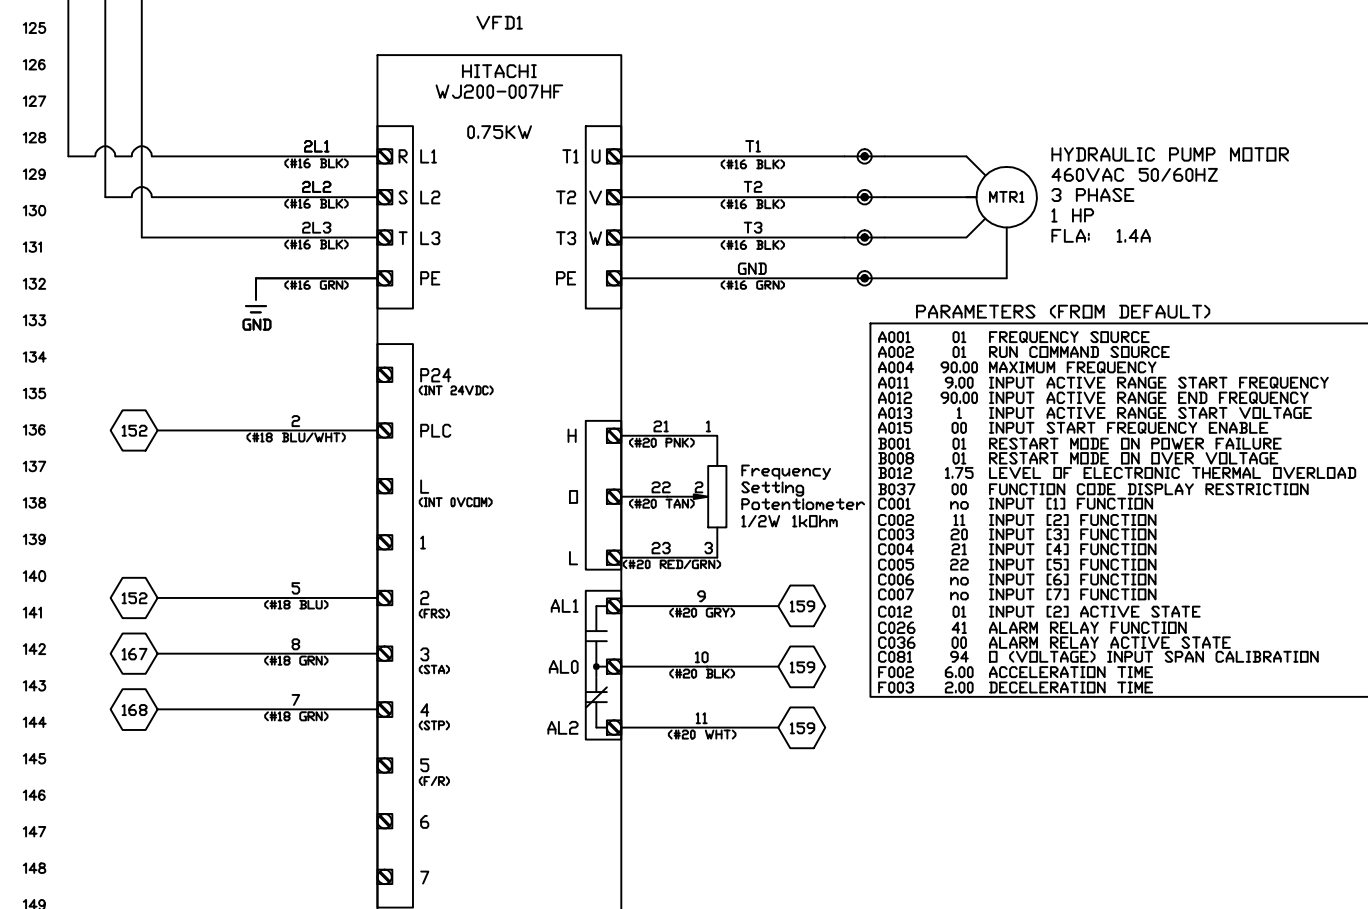 VFD1
HITACHI
WJ200-007HF
0.75KW
125
126
127
128
129
130
131
132
133
134
135
136
137
138
139
140
141
142
143
144
145
146
147
148
149
2L1
(#16 BLK)
R L1
2L2
(#16 BLK)
S L2
2L3
(#16 BLK)
T L3
(#16 GRN)
PE
GND
T1 U
T1
(#16 BLK)
T2 V
T2
(#16 BLK)
T3 W
T3
(#16 BLK)
PE
GND
(#16 GRN)
MTR1
HYDRAULIC PUMP MOTOR
460VAC 50/60HZ
3 PHASE
1 HP
FLA: 1.4A
P24
(INT 24VDC)
152
2
(#18 BLU/WHT)
PLC
L
(INT 0VCOM)
1
152
5
(#18 BLU)
2
(FRS)
167
8
(#18 GRN)
3
(STA)
168
7
(#18 GRN)
4
(STP)
5
(F/R)
6
7
H
21 1
(#20 PNK)
O
22 2
(#20 TAN)
L
23 3
(#20 RED/GRN)
Frequency
Setting
Potentiometer
1/2W 1kOhm
AL1
9
(#20 GRY)
159
AL0
10
(#20 BLK)
159
AL2
11
(#20 WHT)
159
PARAMETERS (FROM DEFAULT)
A001 01 FREQUENCY SOURCE
A002 01 RUN COMMAND SOURCE
A004 90.00 MAXIMUM FREQUENCY
A011 9.00 INPUT ACTIVE RANGE START FREQUENCY
A012 90.00 INPUT ACTIVE RANGE END FREQUENCY
A013 1 INPUT ACTIVE RANGE START VOLTAGE
A015 00 INPUT START FREQUENCY ENABLE
B001 01 RESTART MODE ON POWER FAILURE
B008 01 RESTART MODE ON OVER VOLTAGE
B012 1.75 LEVEL OF ELECTRONIC THERMAL OVERLOAD
B037 00 FUNCTION CODE DISPLAY RESTRICTION
C001 no INPUT [1] FUNCTION
C002 11 INPUT [2] FUNCTION
C003 20 INPUT [3] FUNCTION
C004 21 INPUT [4] FUNCTION
C005 22 INPUT [5] FUNCTION
C006 no INPUT [6] FUNCTION
C007 no INPUT [7] FUNCTION
C012 01 INPUT [2] ACTIVE STATE
C026 41 ALARM RELAY FUNCTION
C036 00 ALARM RELAY ACTIVE STATE
C081 94 O (VOLTAGE) INPUT SPAN CALIBRATION
F002 6.00 ACCELERATION TIME
F003 2.00 DECELERATION TIME